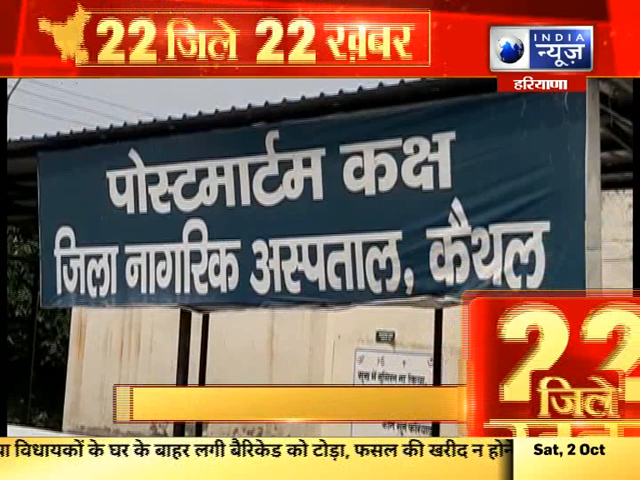 22 जिले 22 ख़बर
INDIA
न्यूज़
हरियाणा
पोस्टमार्टम कक्ष
जिला नागरिक अस्पताल, कैथल
22
जिले
विधायकों के घर के बाहर लगी बैरिकेड को तोड़ा, फसल की खरीद न
Sat, 2 Oct